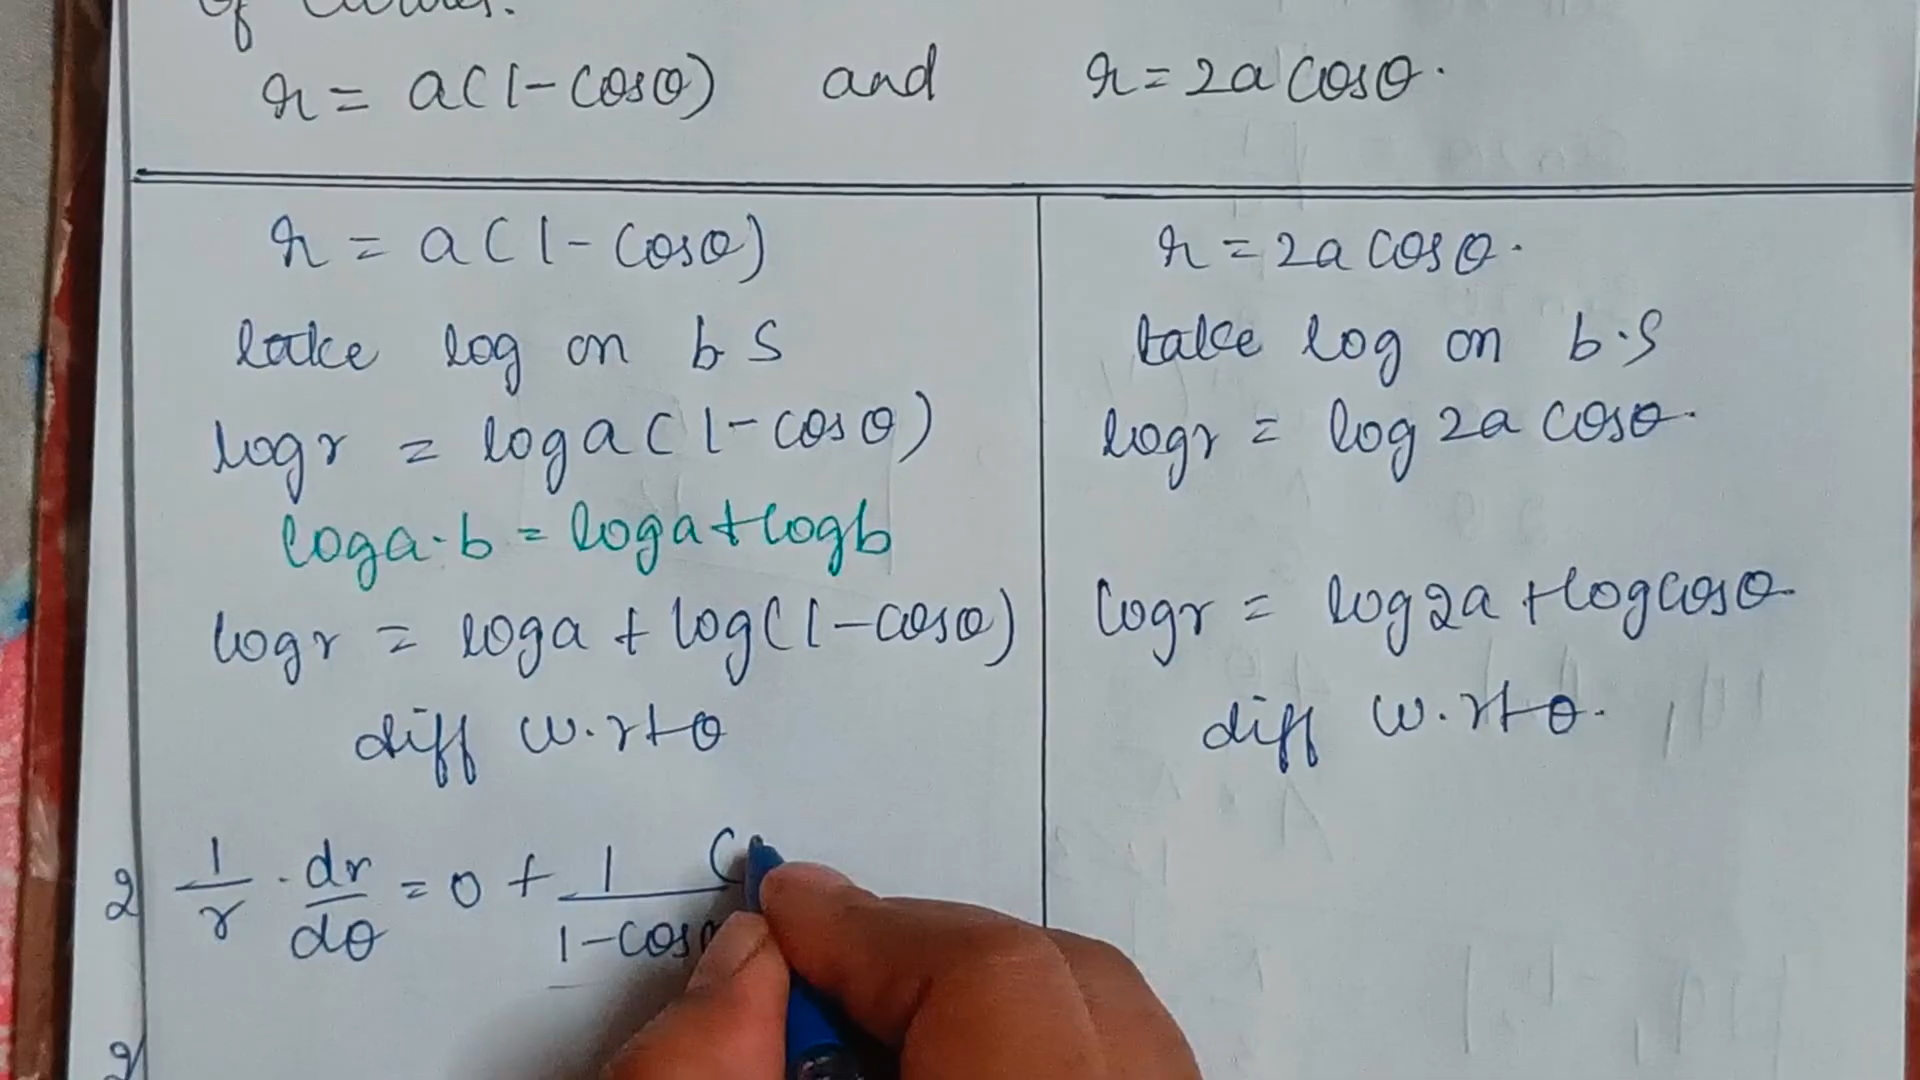 r = a(1-cosθ) and r = 2a cosθ.
r = a(1-cosθ)
take log on b s
log r = log a(1-cosθ)
log a·b = log a + log b
log r = log a + log(1-cosθ)
diff w.r to θ
1/r · dr/dθ = 0 + 1/1-cos (
r = 2a cosθ.
take log on b.s
log r = log 2a cosθ.
log r = log 2a + log cosθ
diff w.r to θ.